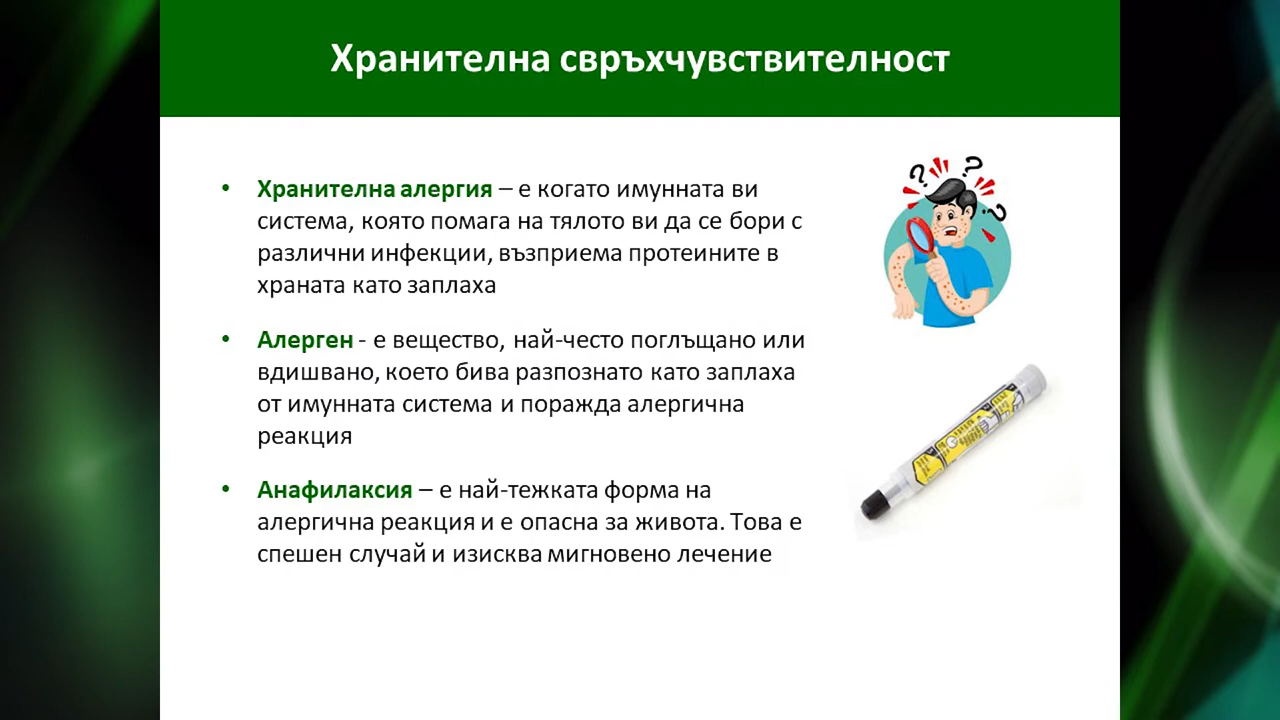 Хранителна свръхчувствителност
• Хранителна алергия – е когато имунната ви
система, която помага на тялото ви да се бори с
различни инфекции, възприема протеините в
храната като заплаха
• Алерген - е вещество, най-често поглъщано или
вдишвано, което бива разпознато като заплаха
от имунната система и поражда алергична
реакция
• Анафилаксия – е най-тежката форма на
алергична реакция и е опасна за живота. Това е
спешен случай и изисква мигновено лечение
? ? ?